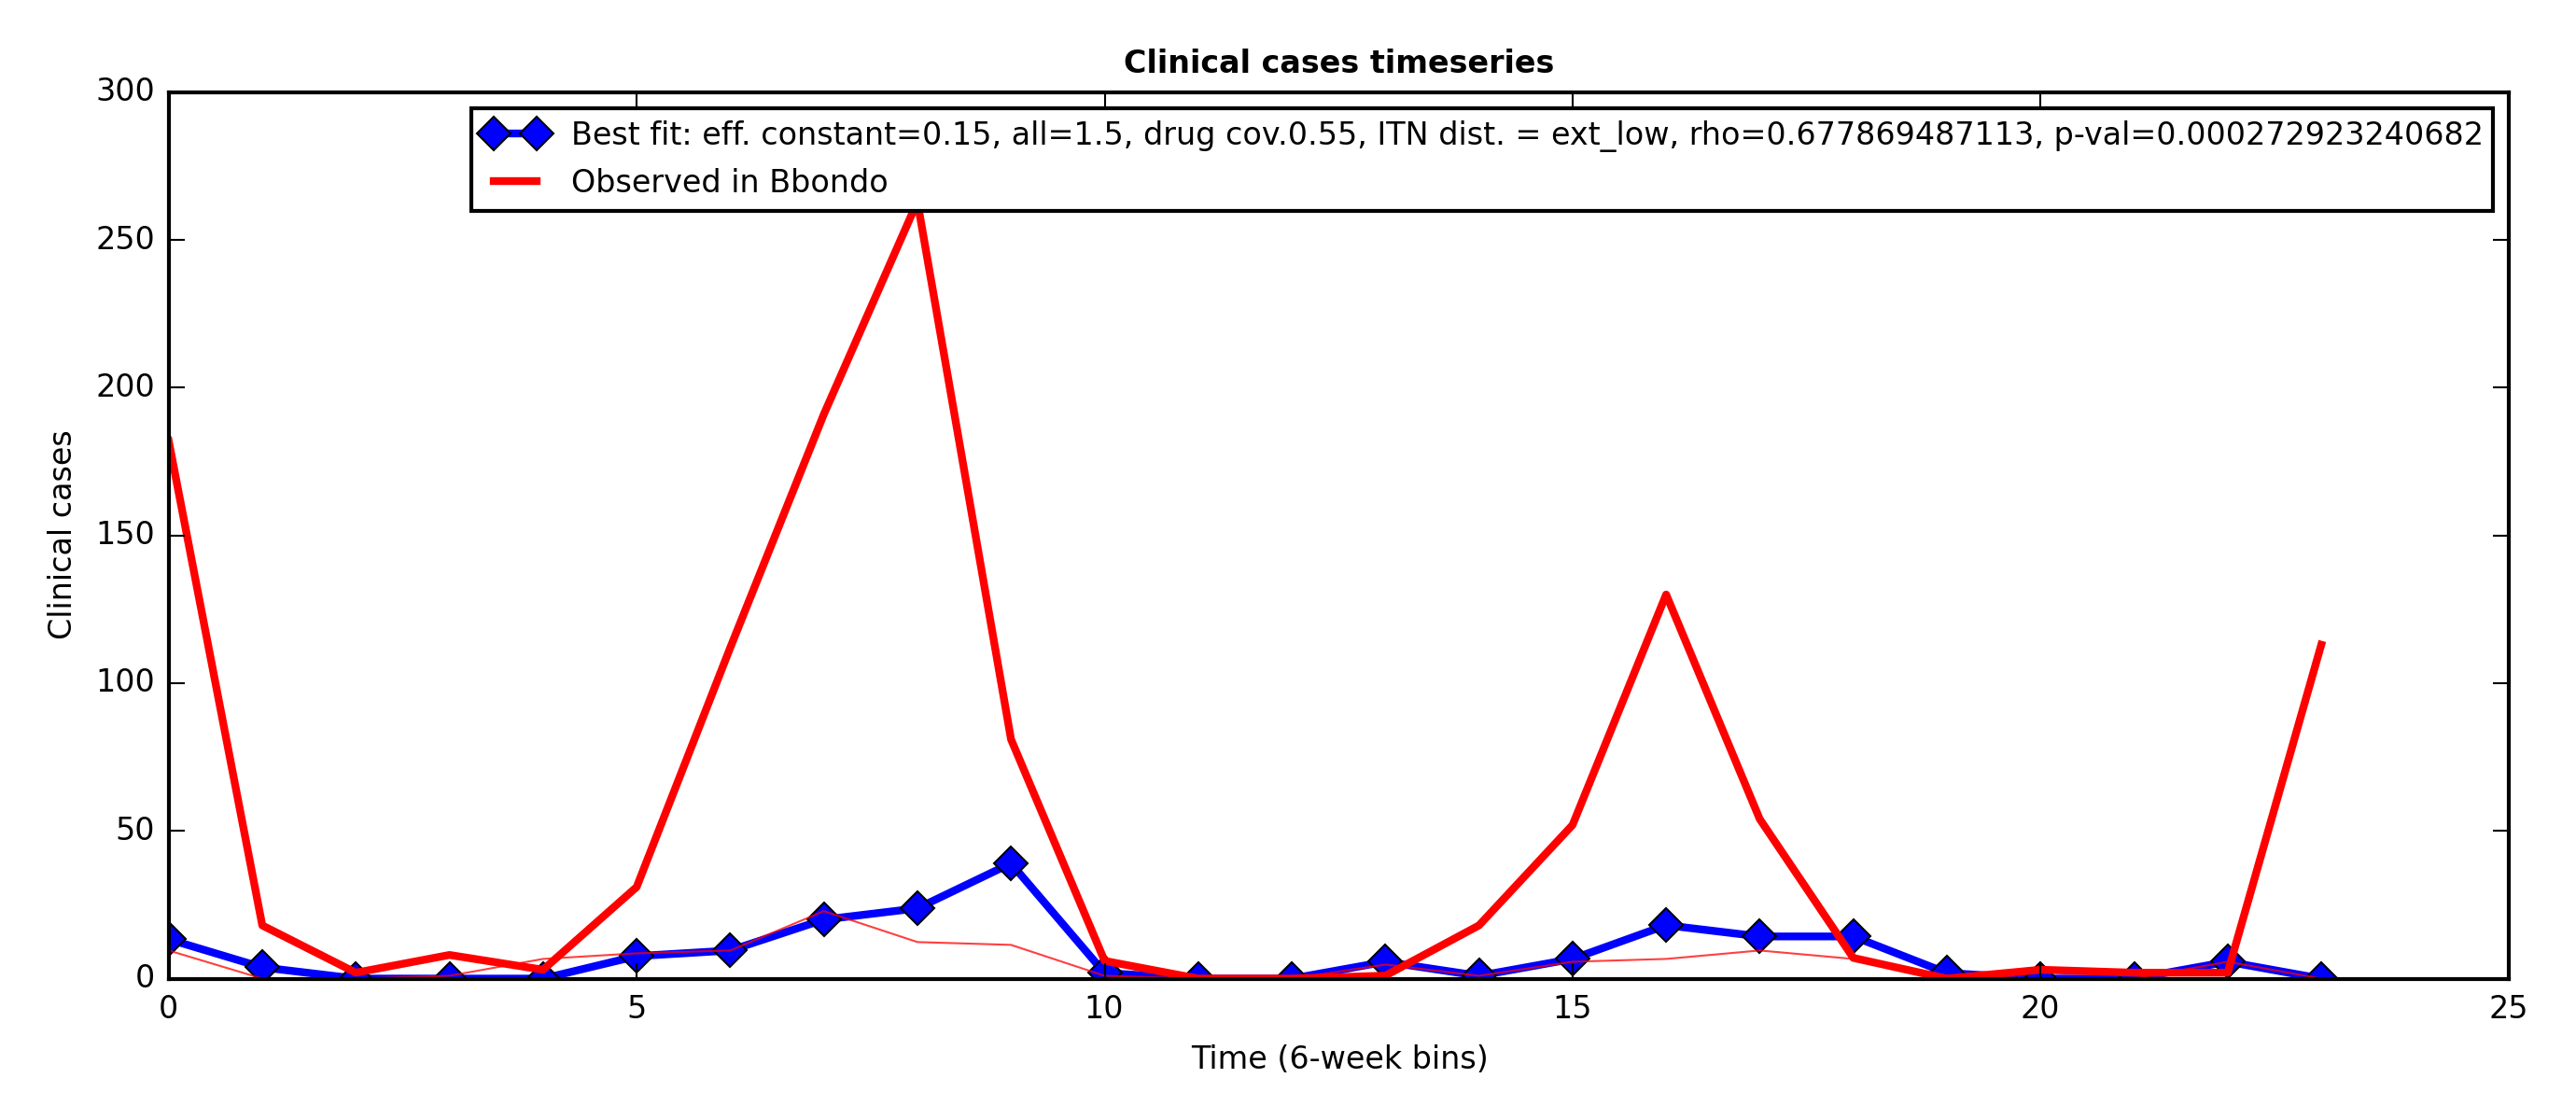 Clinical cases timeseries
300
250
200
150
100
50
0
Clinical cases
Best fit: eff. constant=0.15, all=1.5, drug cov.0.55, ITN dist. = ext_low, rho=0.677869487113, p-val=0.000272923240682
Observed in Bbondo
0 5 10 15 20 25
Time (6-week bins)